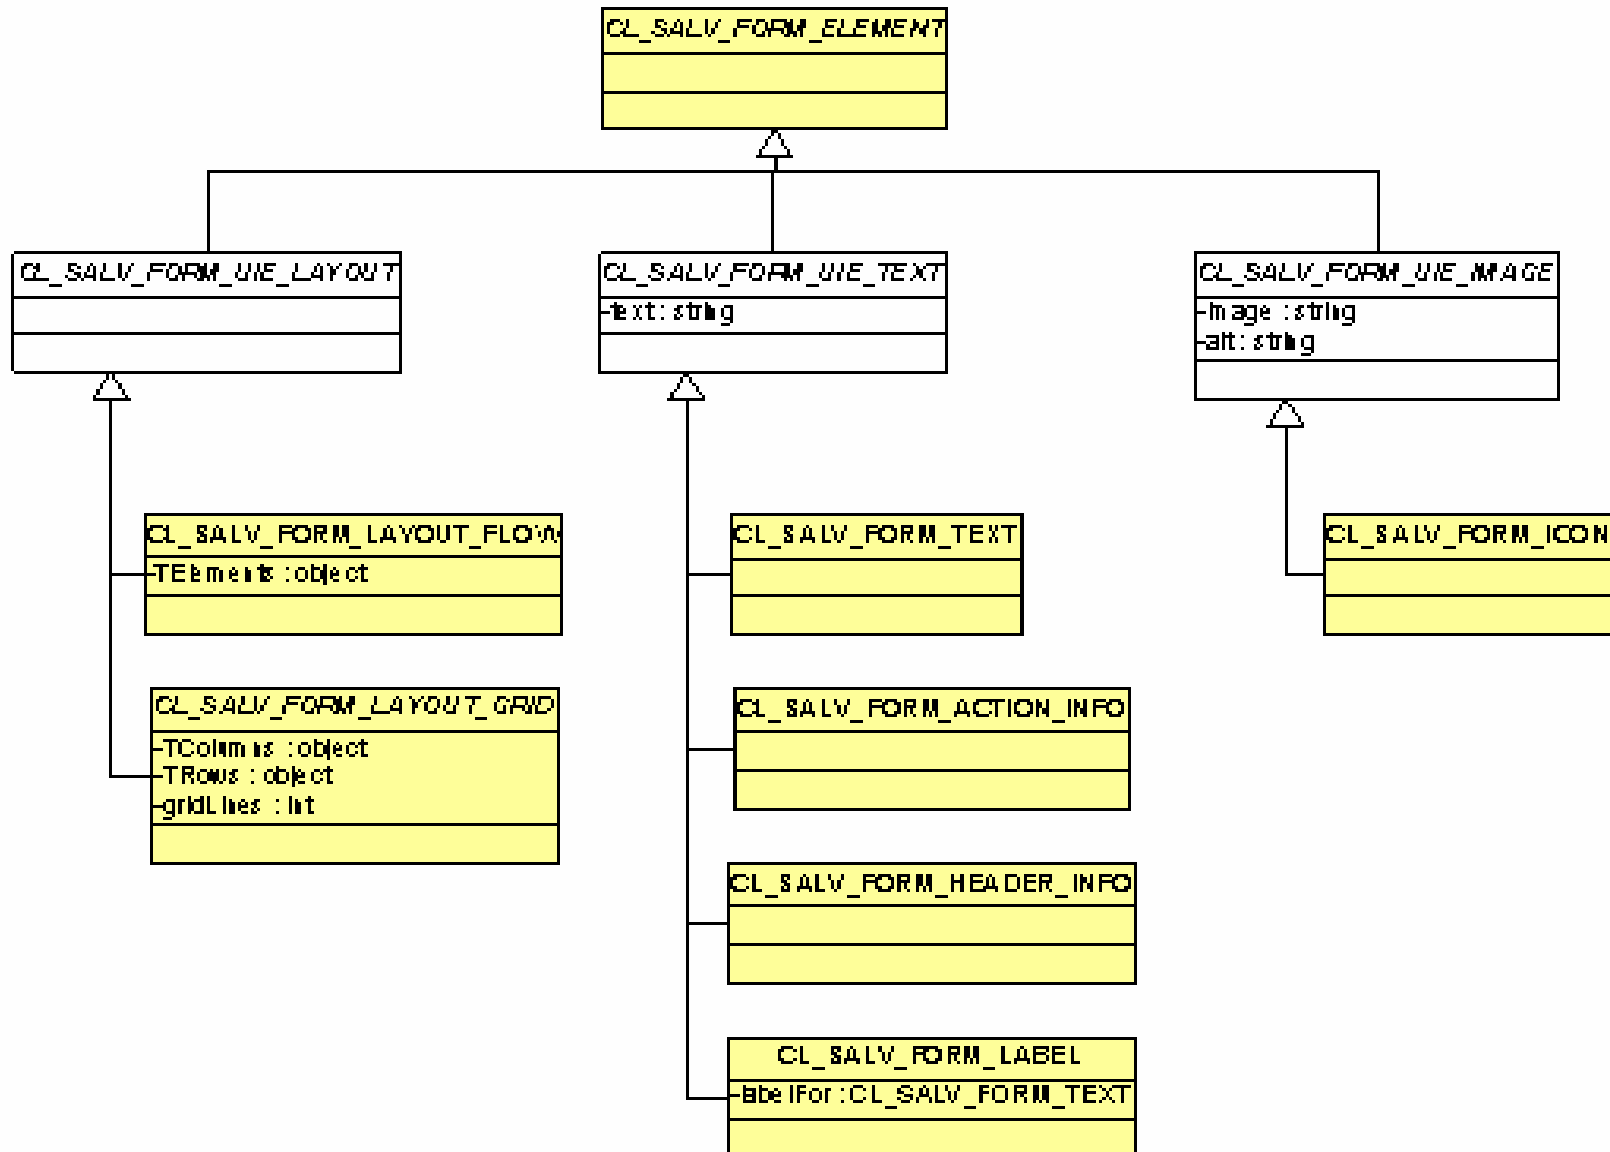 CL_SALV_FORM_ELEMENT
CL_SALV_FORM_UIE_LAYOUT
CL_SALV_FORM_UIE_TEXT
-text : string
CL_SALV_FORM_UIE_IMAGE
-image : string
-alt : string
CL_SALV_FORM_LAYOUT_FLOW
-TElements : object
CL_SALV_FORM_TEXT
CL_SALV_FORM_ICON
CL_SALV_FORM_LAYOUT_GRID
-TColumns : object
-TRows : object
-gridLines : int
CL_SALV_FORM_ACTION_INFO
CL_SALV_FORM_HEADER_INFO
CL_SALV_FORM_LABEL
-labelFor : CL_SALV_FORM_TEXT